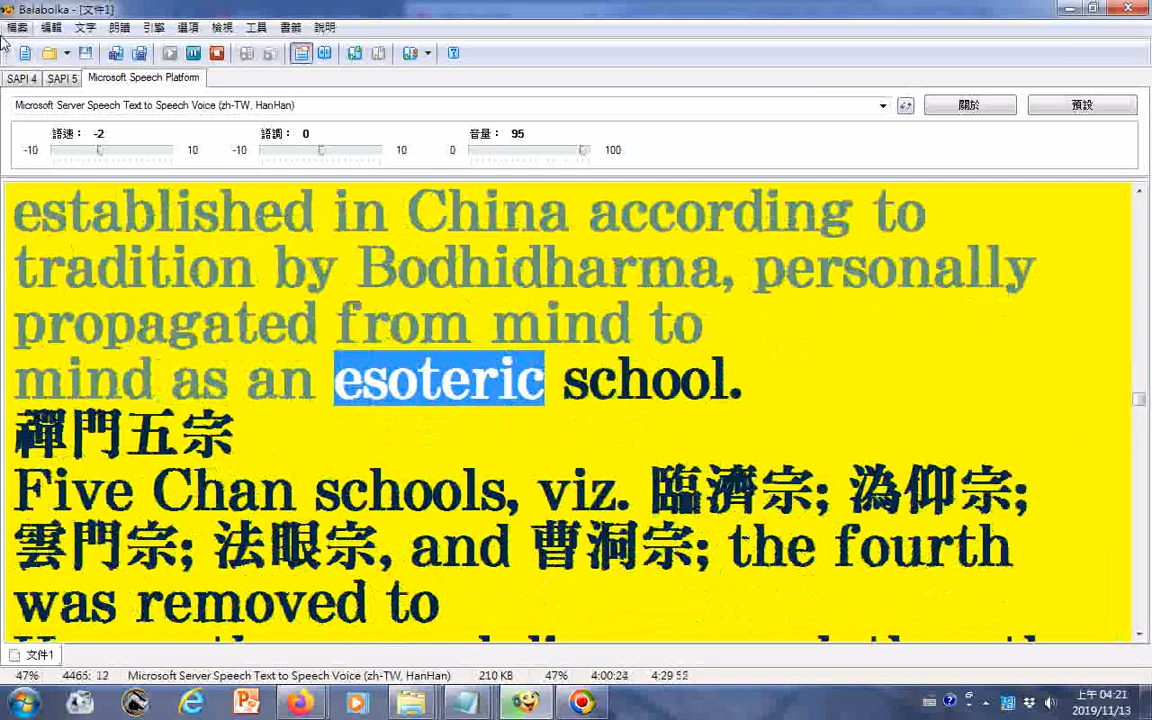 Balabolka - [文件1]
檔案 編輯 文字 朗讀 引擎 選項 檢視 工具 書籤 說明
SAPI 4 SAPI 5 Microsoft Speech Platform
Microsoft Server Speech Text to Speech Voice (zh-TW, HanHan) 關於 預設
語速: -2 語調: 0 音量: 95
-10 10 -10 10 0 100
established in China according to
tradition by Bodhidharma, personally
propagated from mind to
mind as an esoteric school.
禪門五宗
Five Chan schools, viz. 臨濟宗; 溈仰宗;
雲門宗; 法眼宗, and 曹洞宗; the fourth
was removed to
文件1
47% 4465: 12 Microsoft Server Speech Text to Speech Voice (zh-TW, HanHan) 210 KB 47% 4:00:24 4:29:52
上午 04:21
2019/11/13